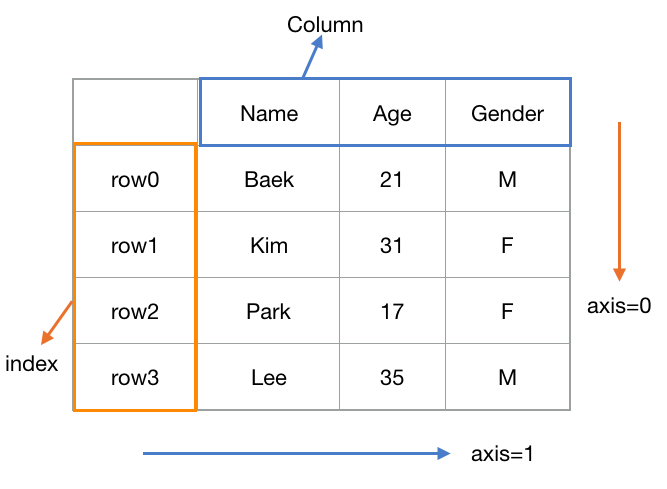 Column
Name Age Gender
row0 Baek 21 M
row1 Kim 31 F
row2 Park 17 F
axis=0
index
row3 Lee 35 M
axis=1